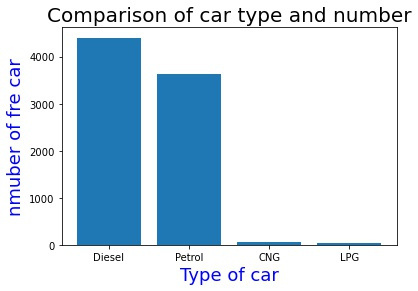 Comparison of car type and number
nmuber of fre car
4000
3000
2000
1000
0
Diesel
Petrol
CNG
LPG
Type of car